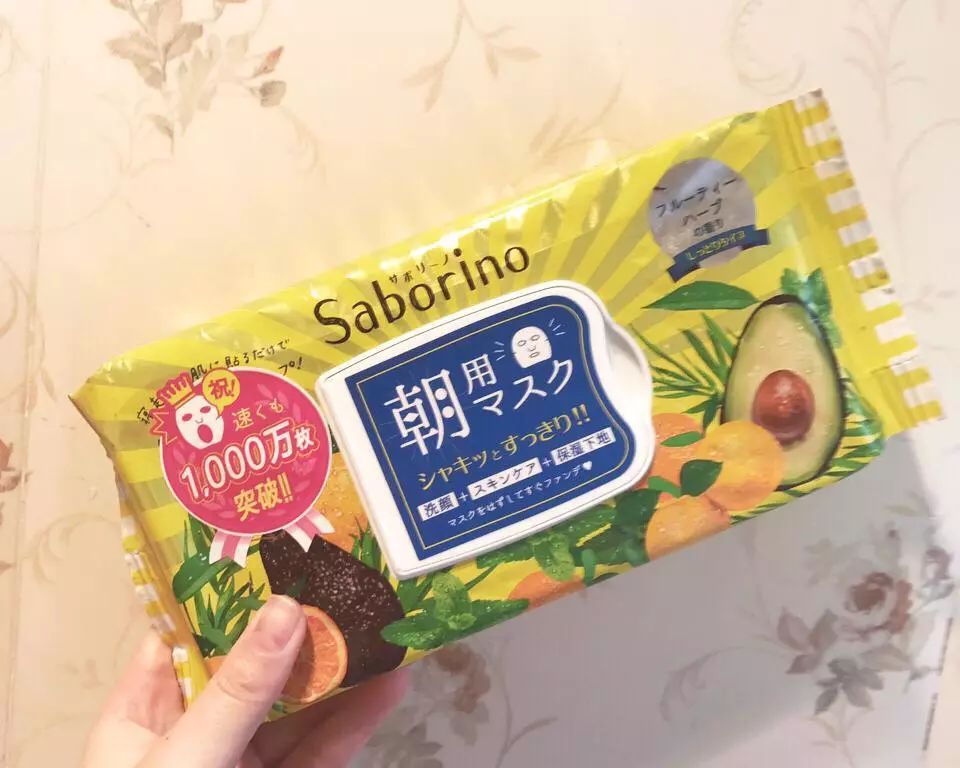 フルーティー
ハーブ
の香り
しっとりタイプ
サボリーノ
Saborino
肌に貼るだけで
プ!
祝!
速くも
1,000万枚
突破!!
朝用マスク
シャキッとすっきり!!
洗顔+スキンケア+保湿下地
マスクをはずしてすぐファンデ♥